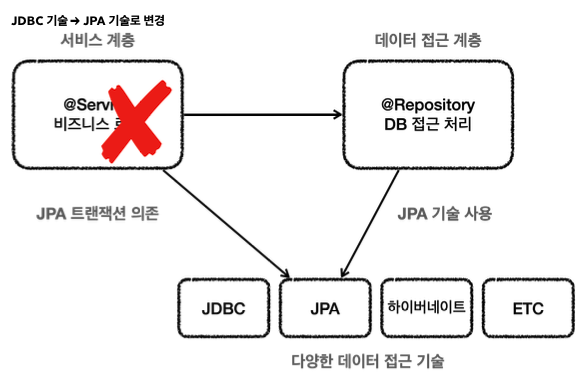 JDBC 기술 → JPA 기술로 변경
서비스 계층
데이터 접근 계층
비즈니스
@Repository
DB 접근 처리
JPA 트랜잭션 의존
JPA 기술 사용
JDBC
JPA
하이버네이트
ETC
다양한 데이터 접근 기술